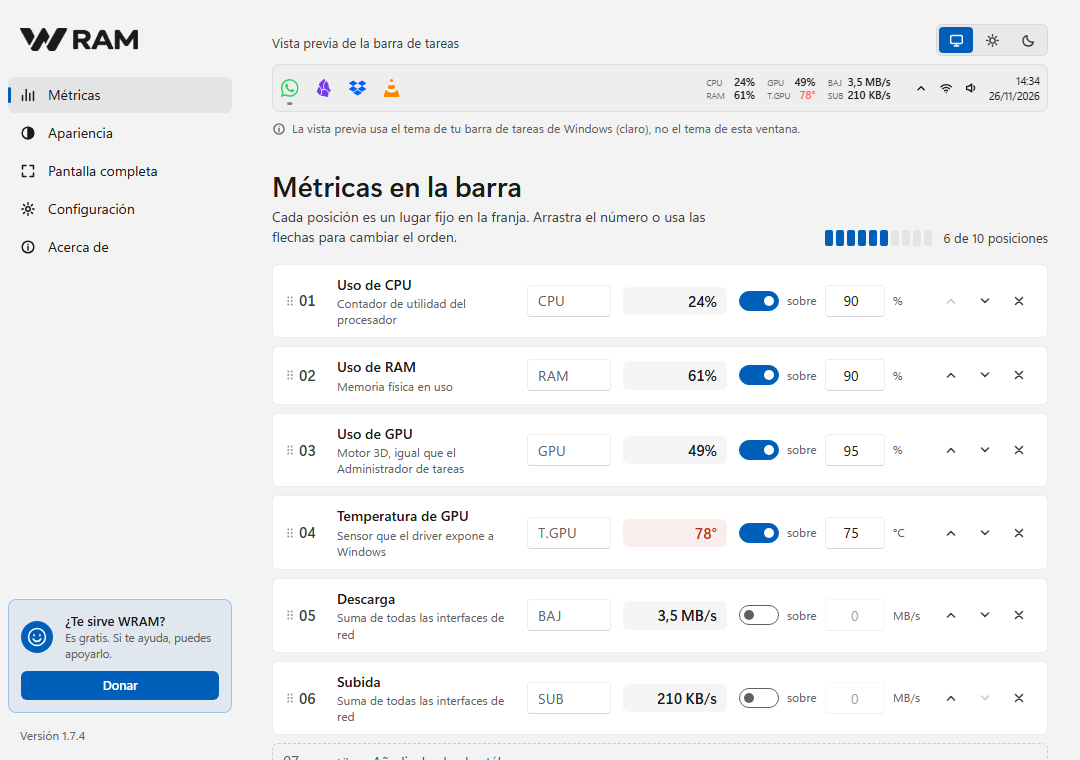 W RAM
Métricas
Apariencia
Pantalla completa
Configuración
Acerca de
¿Te sirve WRAM?
Es gratis. Si te ayuda, puedes
apoyarlo.
Donar
Versión 1.7.4
Vista previa de la barra de tareas
CPU 24% GPU 49% BAJ 3,5 MB/s
RAM 61% T.GPU 78° SUB 210 KB/s
14:34
26/11/2026
La vista previa usa el tema de tu barra de tareas de Windows (claro), no el tema de esta ventana.
Métricas en la barra
Cada posición es un lugar fijo en la franja. Arrastra el número o usa las
flechas para cambiar el orden.
6 de 10 posiciones
01 Uso de CPU
Contador de utilidad del
procesador
CPU 24% sobre 90 %
02 Uso de RAM
Memoria física en uso
RAM 61% sobre 90 %
03 Uso de GPU
Motor 3D, igual que el
Administrador de tareas
GPU 49% sobre 95 %
04 Temperatura de GPU
Sensor que el driver expone a
Windows
T.GPU 78° sobre 75 °C
05 Descarga
Suma de todas las interfaces de
red
BAJ 3,5 MB/s sobre 0 MB/s
06 Subida
Suma de todas las interfaces de
red
SUB 210 KB/s sobre 0 MB/s
07